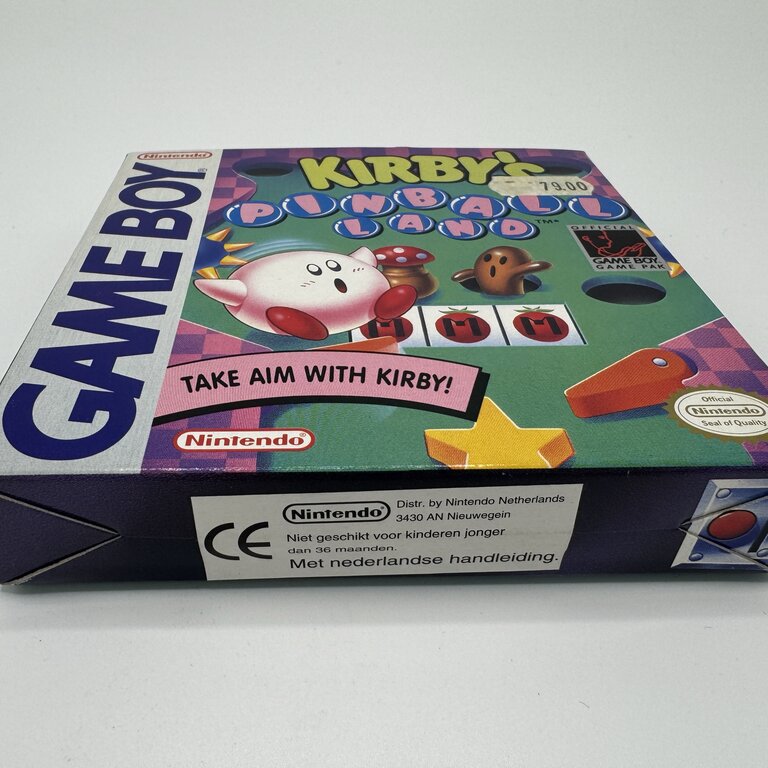 Nintendo
GAME BOY
KIRBY's
79.00
PINBALL
LAND™
OFFICIAL
GAME BOY
GAME PAK
M M M
TAKE AIM WITH KIRBY!
Nintendo
Official
Nintendo
Seal of Quality
CE
Nintendo
Distr. by Nintendo Netherlands
3430 AN Nieuwegein
Niet geschikt voor kinderen jonger
dan 36 maanden.
Met nederlandse handleiding.